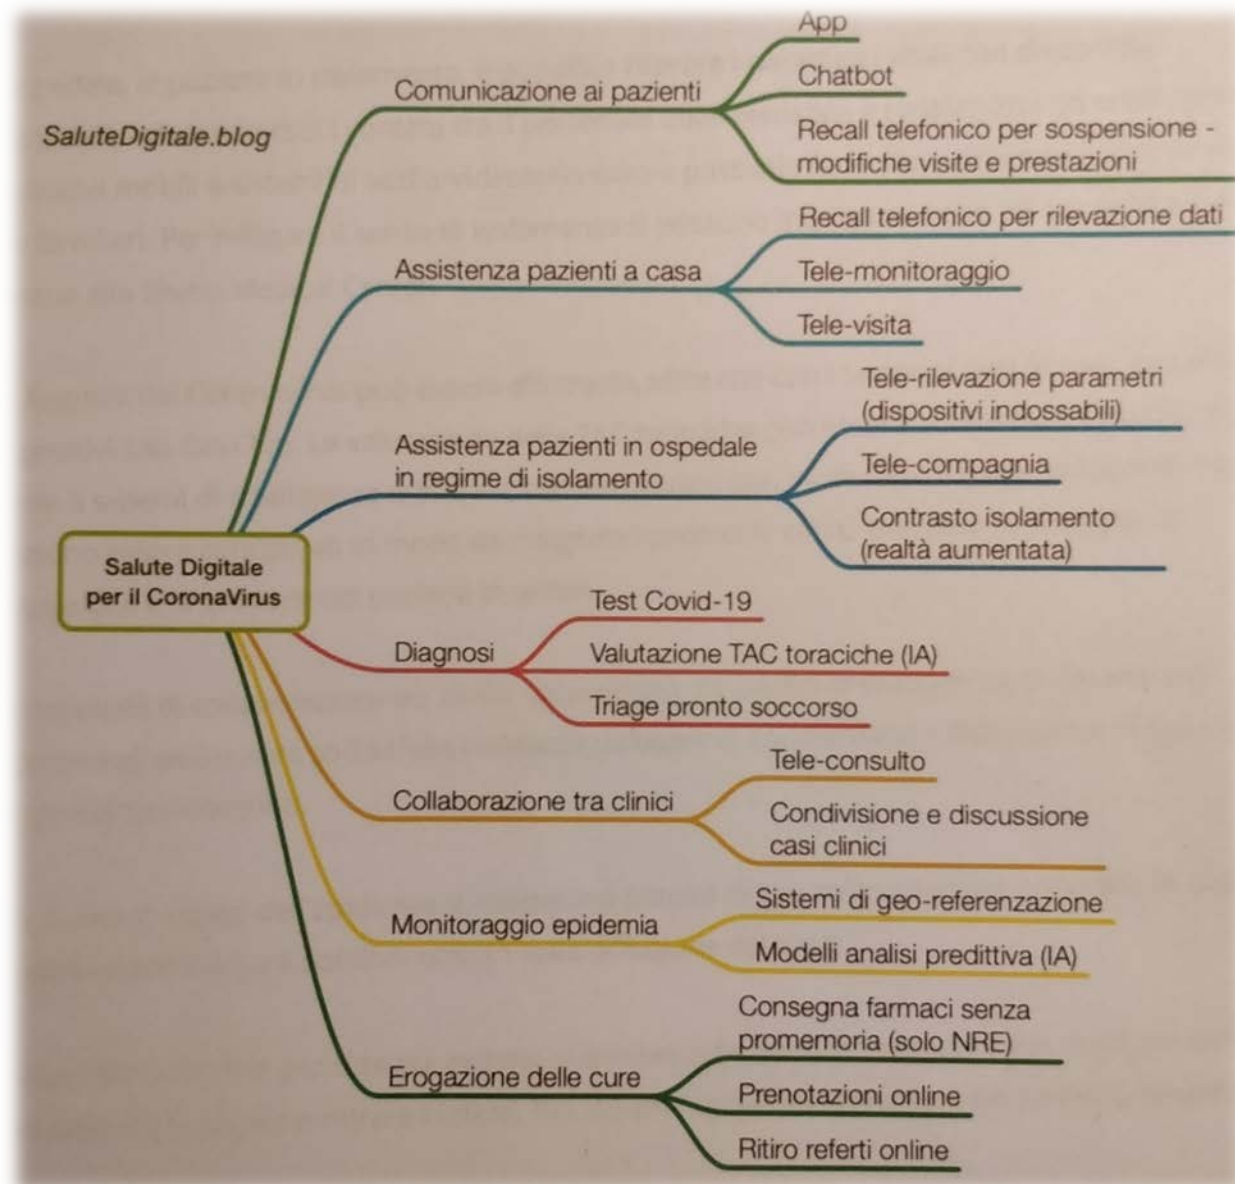 SaluteDigitale.blog
Salute Digitale
per il CoronaVirus
Comunicazione ai pazienti
App
Chatbot
Recall telefonico per sospensione -
modifiche visite e prestazioni
Assistenza pazienti a casa
Recall telefonico per rilevazione dati
Tele-monitoraggio
Tele-visita
Assistenza pazienti in ospedale
in regime di isolamento
Tele-rilevazione parametri
(dispositivi indossabili)
Tele-compagnia
Contrasto isolamento
(realtà aumentata)
Diagnosi
Test Covid-19
Valutazione TAC toraciche (IA)
Triage pronto soccorso
Collaborazione tra clinici
Tele-consulto
Condivisione e discussione
casi clinici
Monitoraggio epidemia
Sistemi di geo-referenzazione
Modelli analisi predittiva (IA)
Erogazione delle cure
Consegna farmaci senza
promemoria (solo NRE)
Prenotazioni online
Ritiro referti online